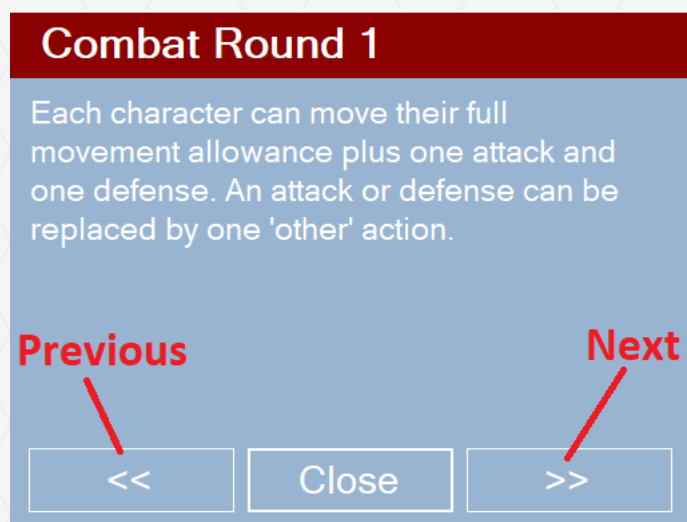 Combat Round 1
Each character can move their full
movement allowance plus one attack and
one defense. An attack or defense can be
replaced by one 'other' action.
Previous
Next
<<
Close
>>